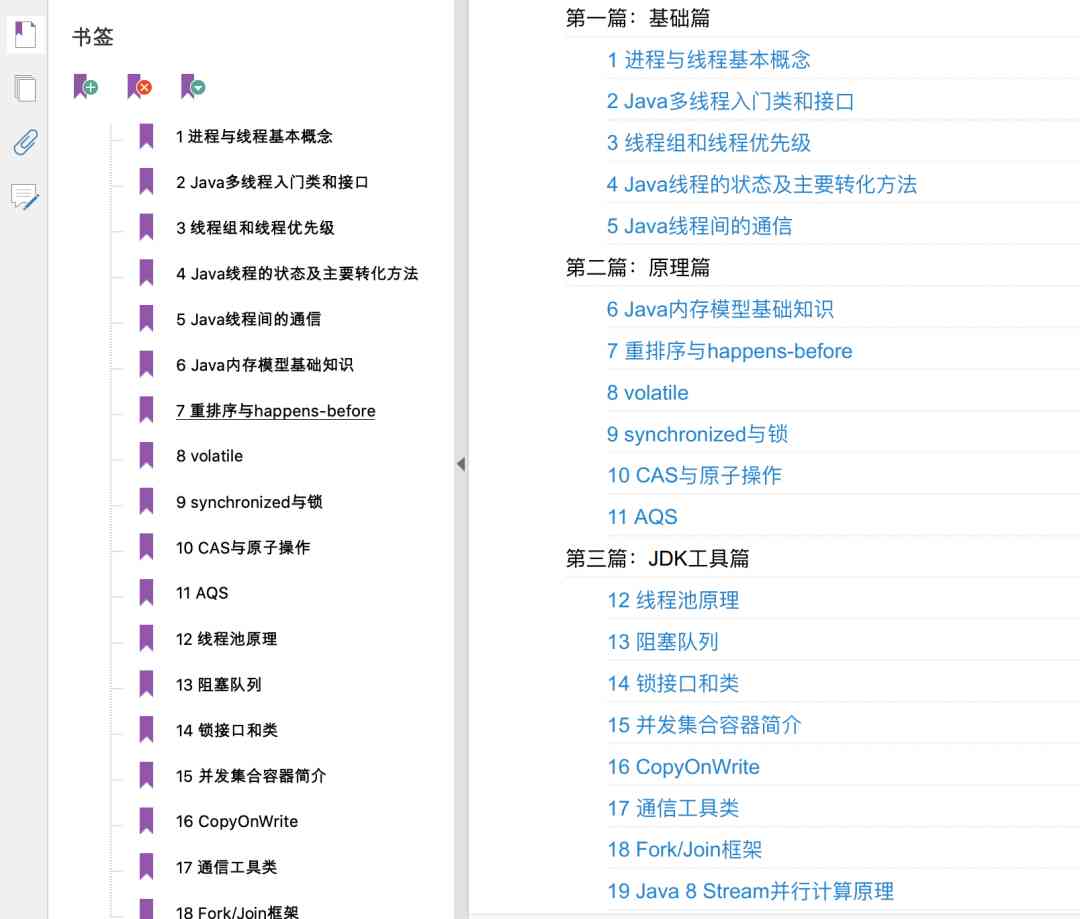 书签
1 进程与线程基本概念
2 Java多线程入门类和接口
3 线程组和线程优先级
4 Java线程的状态及主要转化方法
5 Java线程间的通信
6 Java内存模型基础知识
7 重排序与happens-before
8 volatile
9 synchronized与锁
10 CAS与原子操作
11 AQS
12 线程池原理
13 阻塞队列
14 锁接口和类
15 并发集合容器简介
16 CopyOnWrite
17 通信工具类
18 Fork/Join框架
第一篇：基础篇
1 进程与线程基本概念
2 Java多线程入门类和接口
3 线程组和线程优先级
4 Java线程的状态及主要转化方法
5 Java线程间的通信
第二篇：原理篇
6 Java内存模型基础知识
7 重排序与happens-before
8 volatile
9 synchronized与锁
10 CAS与原子操作
11 AQS
第三篇：JDK工具篇
12 线程池原理
13 阻塞队列
14 锁接口和类
15 并发集合容器简介
16 CopyOnWrite
17 通信工具类
18 Fork/Join框架
19 Java 8 Stream并行计算原理